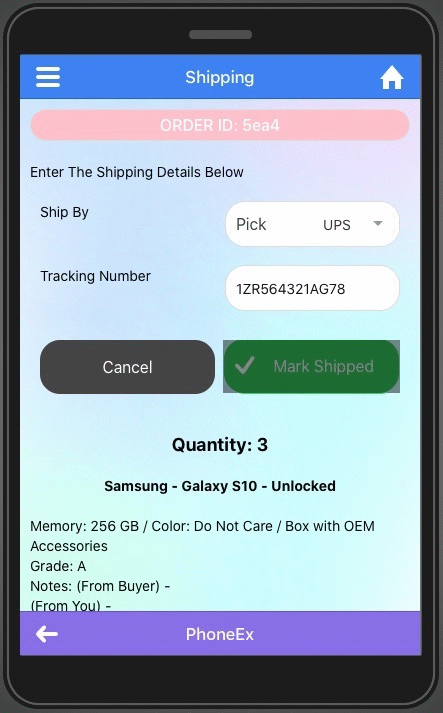 Shipping
ORDER ID: 5ea4
Enter The Shipping Details Below
Ship By
Pick UPS
Tracking Number
1ZR564321AG78
Cancel
Mark Shipped
Quantity: 3
Samsung - Galaxy S10 - Unlocked
Memory: 256 GB / Color: Do Not Care / Box with OEM
Accessories
Grade: A
Notes: (From Buyer) -
(From You) -
PhoneEx